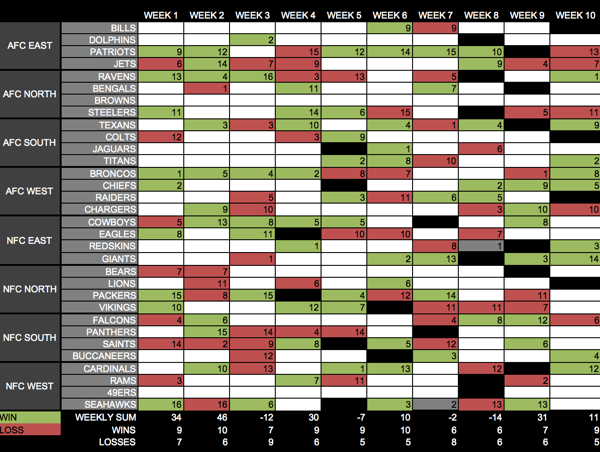 WEEK 1 WEEK 2 WEEK 3 WEEK 4 WEEK 5 WEEK 6 WEEK 7 WEEK 8 WEEK 9 WEEK 10
AFC EAST
BILLS 6 9
DOLPHINS 2
PATRIOTS 9 12 15 12 14 15 10 13
JETS 6 14 7 9 9 4 7
AFC NORTH
RAVENS 13 4 16 3 13 5 1
BENGALS 1 11 7
BROWNS
STEELERS 11 14 6 15 5 11
AFC SOUTH
TEXANS 3 3 10 4 1 4 9
COLTS 12 3 9
JAGUARS 1 6
TITANS 2 8 10 2
AFC WEST
BRONCOS 1 5 4 2 8 7 1 8
CHIEFS 2 2 9 5
RAIDERS 5 3 11 6 5
CHARGERS 9 10 3 10 10
NFC EAST
COWBOYS 5 13 8 5 5 8
EAGLES 8 11 10 10 7
REDSKINS 1 8 1 3
GIANTS 1 2 13 3 14
NFC NORTH
BEARS 7 7
LIONS 11 6 6
PACKERS 15 8 15 4 12 14 11
VIKINGS 10 12 7 11 11 7
NFC SOUTH
FALCONS 4 6 4 8 12 6
PANTHERS 15 14 4 14
SAINTS 14 2 9 8 5 12 6
BUCCANEERS 12 3 4
NFC WEST
CARDINALS 10 13 1 13 12 12
RAMS 3 7 11 2
49ERS
SEAHAWKS 16 16 6 3 2 13 13
WIN WEEKLY SUM 34 46 -12 30 -7 10 -2 -14 31 11
LOSS WINS 9 10 7 9 9 10 6 6 7 9
LOSSES 7 6 9 6 5 5 8 6 6 5